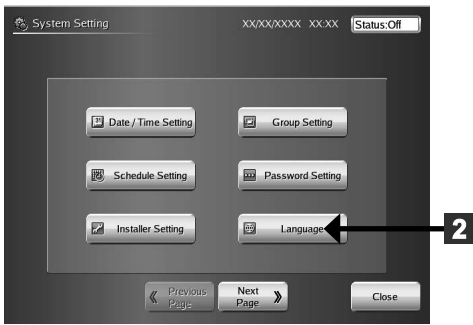 System Setting XX/XX/XXXX XX:XX Status:Off
Date / Time Setting Group Setting
Schedule Setting Password Setting
Installer Setting Language
2
Previous Page
Next Page
Close